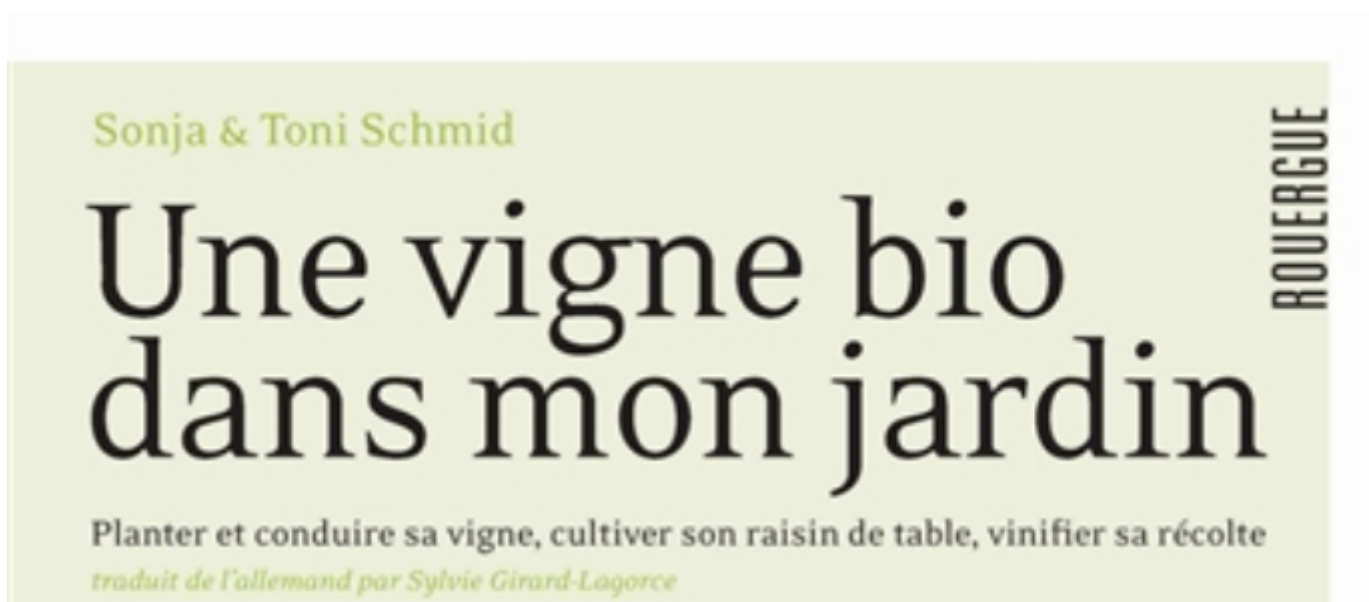 Sonja & Toni Schmid
ROUERGUE
Une vigne bio
dans mon jardin
Planter et conduire sa vigne, cultiver son raisin de table, vinifier sa récolte
traduit de l'allemand par Sylvie Girard-Lagorce